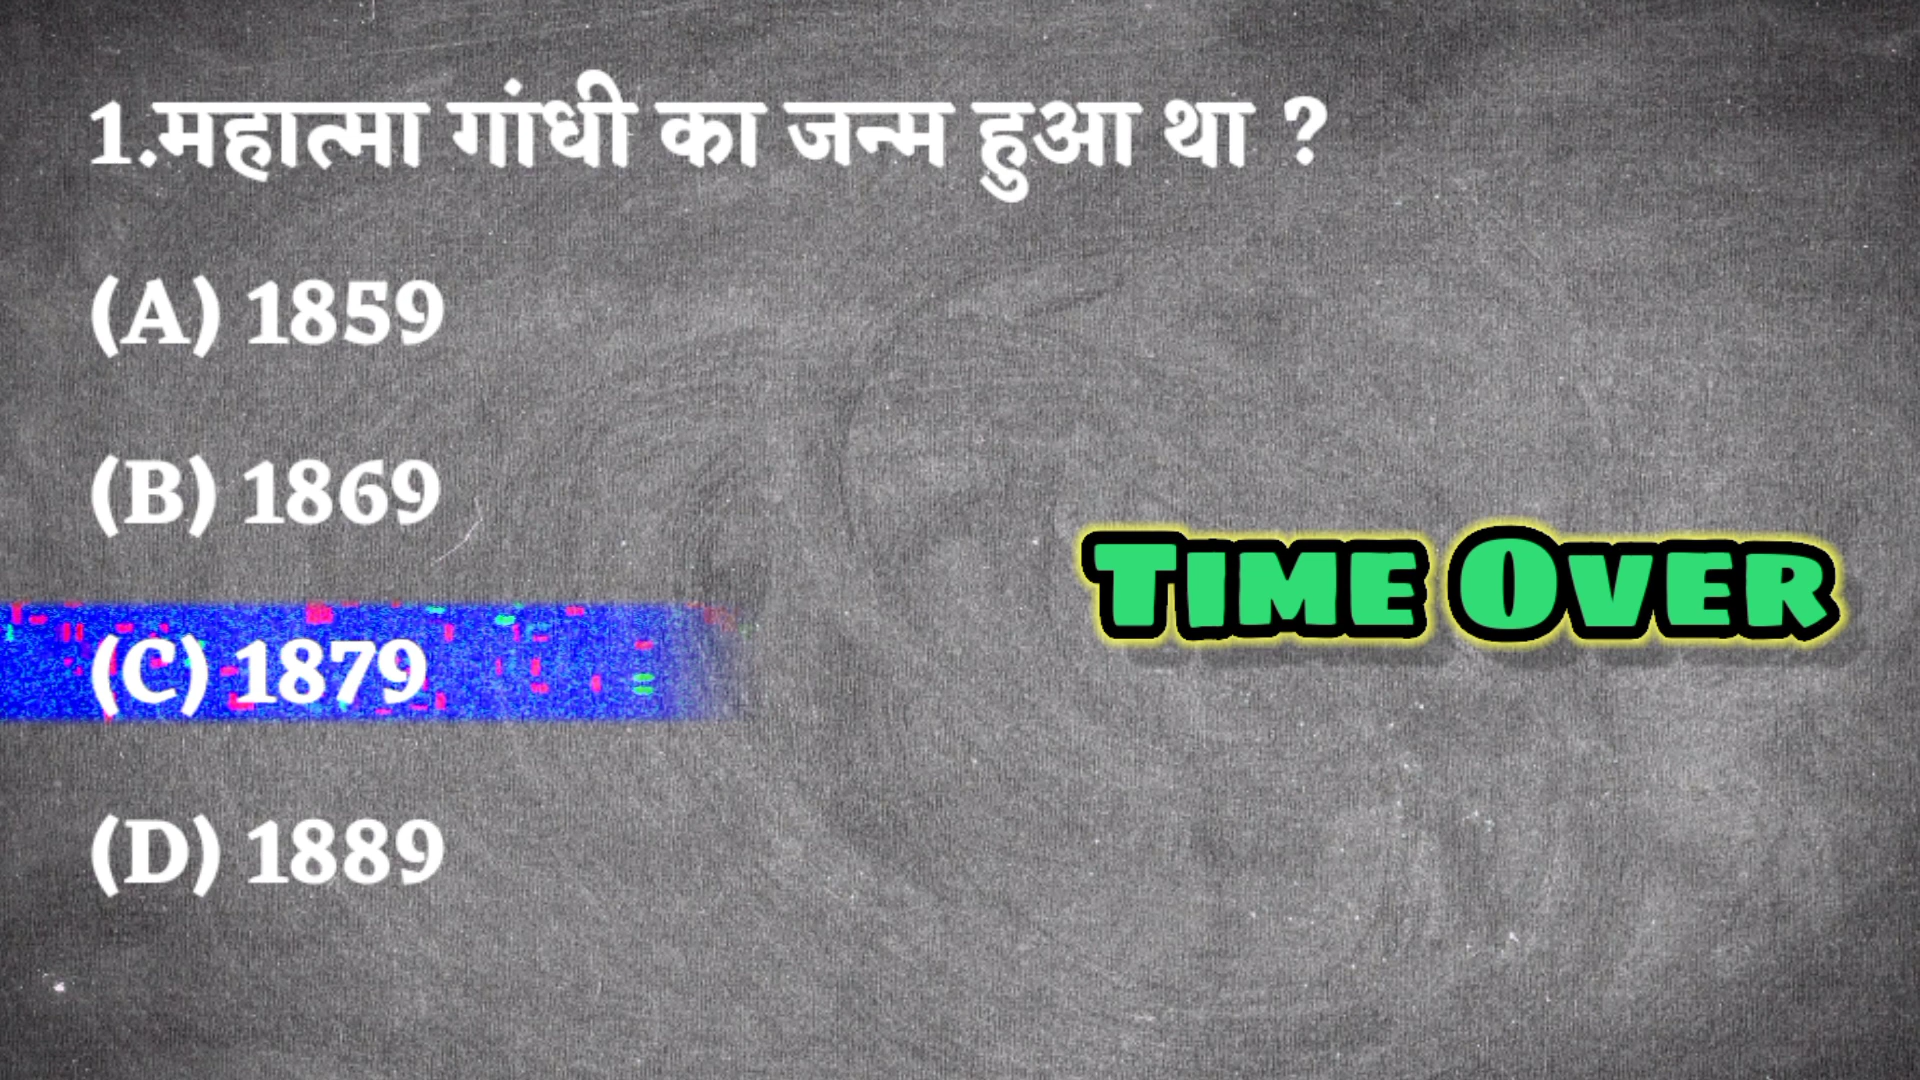 1.महात्मा गांधी का जन्म हुआ था ?
(A) 1859
(B) 1869
Time Over
(C) 1879
(D) 1889